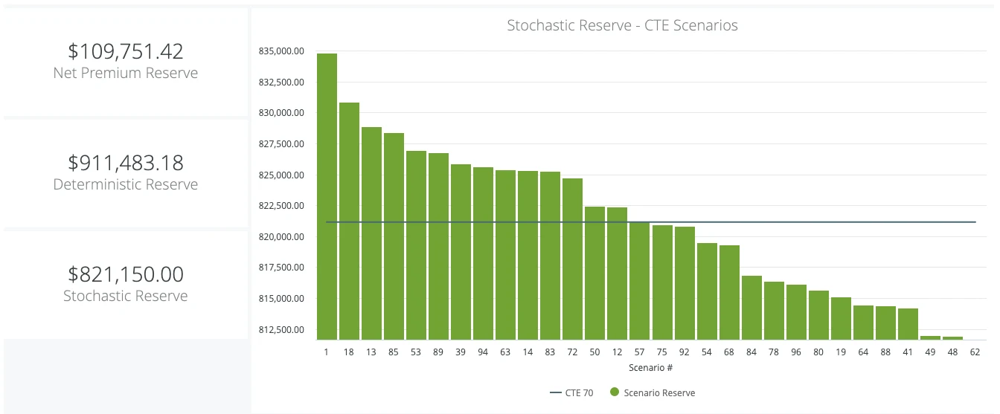 $109,751.42
Net Premium Reserve
$911,483.18
Deterministic Reserve
$821,150.00
Stochastic Reserve
Stochastic Reserve - CTE Scenarios
835,000.00
832,500.00
830,000.00
827,500.00
825,000.00
822,500.00
820,000.00
817,500.00
815,000.00
812,500.00
1 18 13 85 53 89 39 94 63 14 83 72 50 12 57 75 92 54 68 84 78 96 80 19 64 88 41 49 48 62
Scenario #
CTE 70 Scenario Reserve